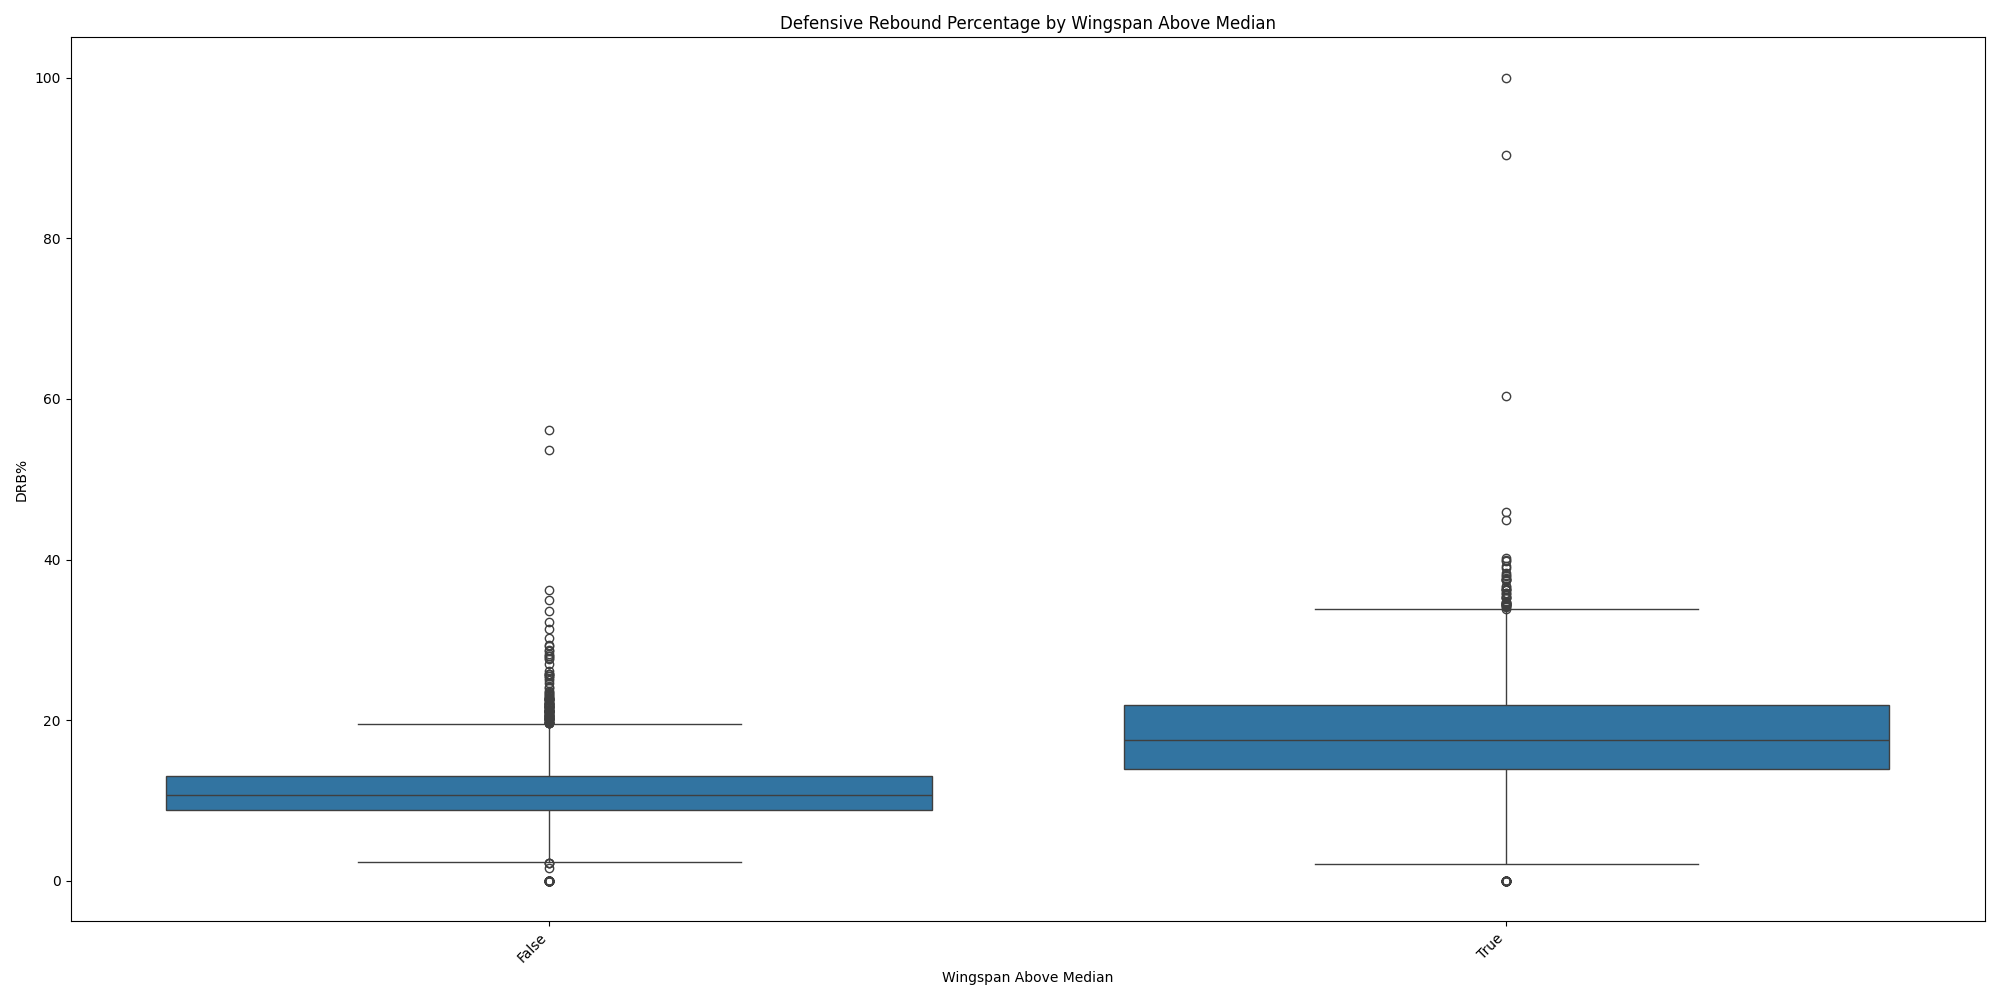 Defensive Rebound Percentage by Wingspan Above Median
100
80
60
40
20
0
DRB%
False
True
Wingspan Above Median